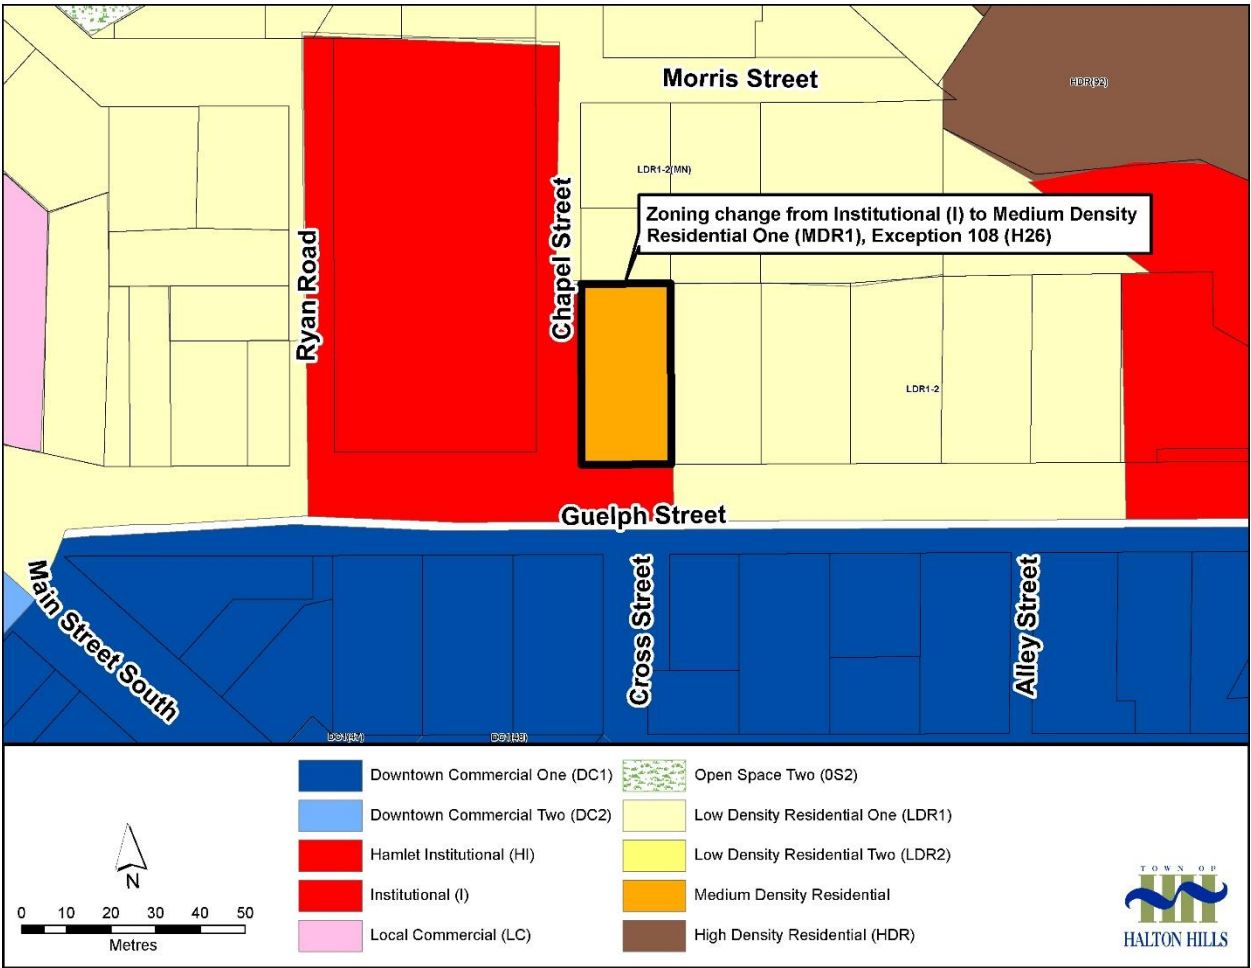 Morris Street
HDR(92)
LDR1-2(MN)
Zoning change from Institutional (I) to Medium Density
Residential One (MDR1), Exception 108 (H26)
Chapel Street
Ryan Road
LDR1-2
Guelph Street
Main Street South
Cross Street
Alley Street
DC1(47)
DC1(48)
Downtown Commercial One (DC1)
Downtown Commercial Two (DC2)
Hamlet Institutional (HI)
Institutional (I)
Local Commercial (LC)
Open Space Two (0S2)
Low Density Residential One (LDR1)
Low Density Residential Two (LDR2)
Medium Density Residential
High Density Residential (HDR)
N
0 10 20 30 40 50
Metres
TOWN OF
HALTON HILLS